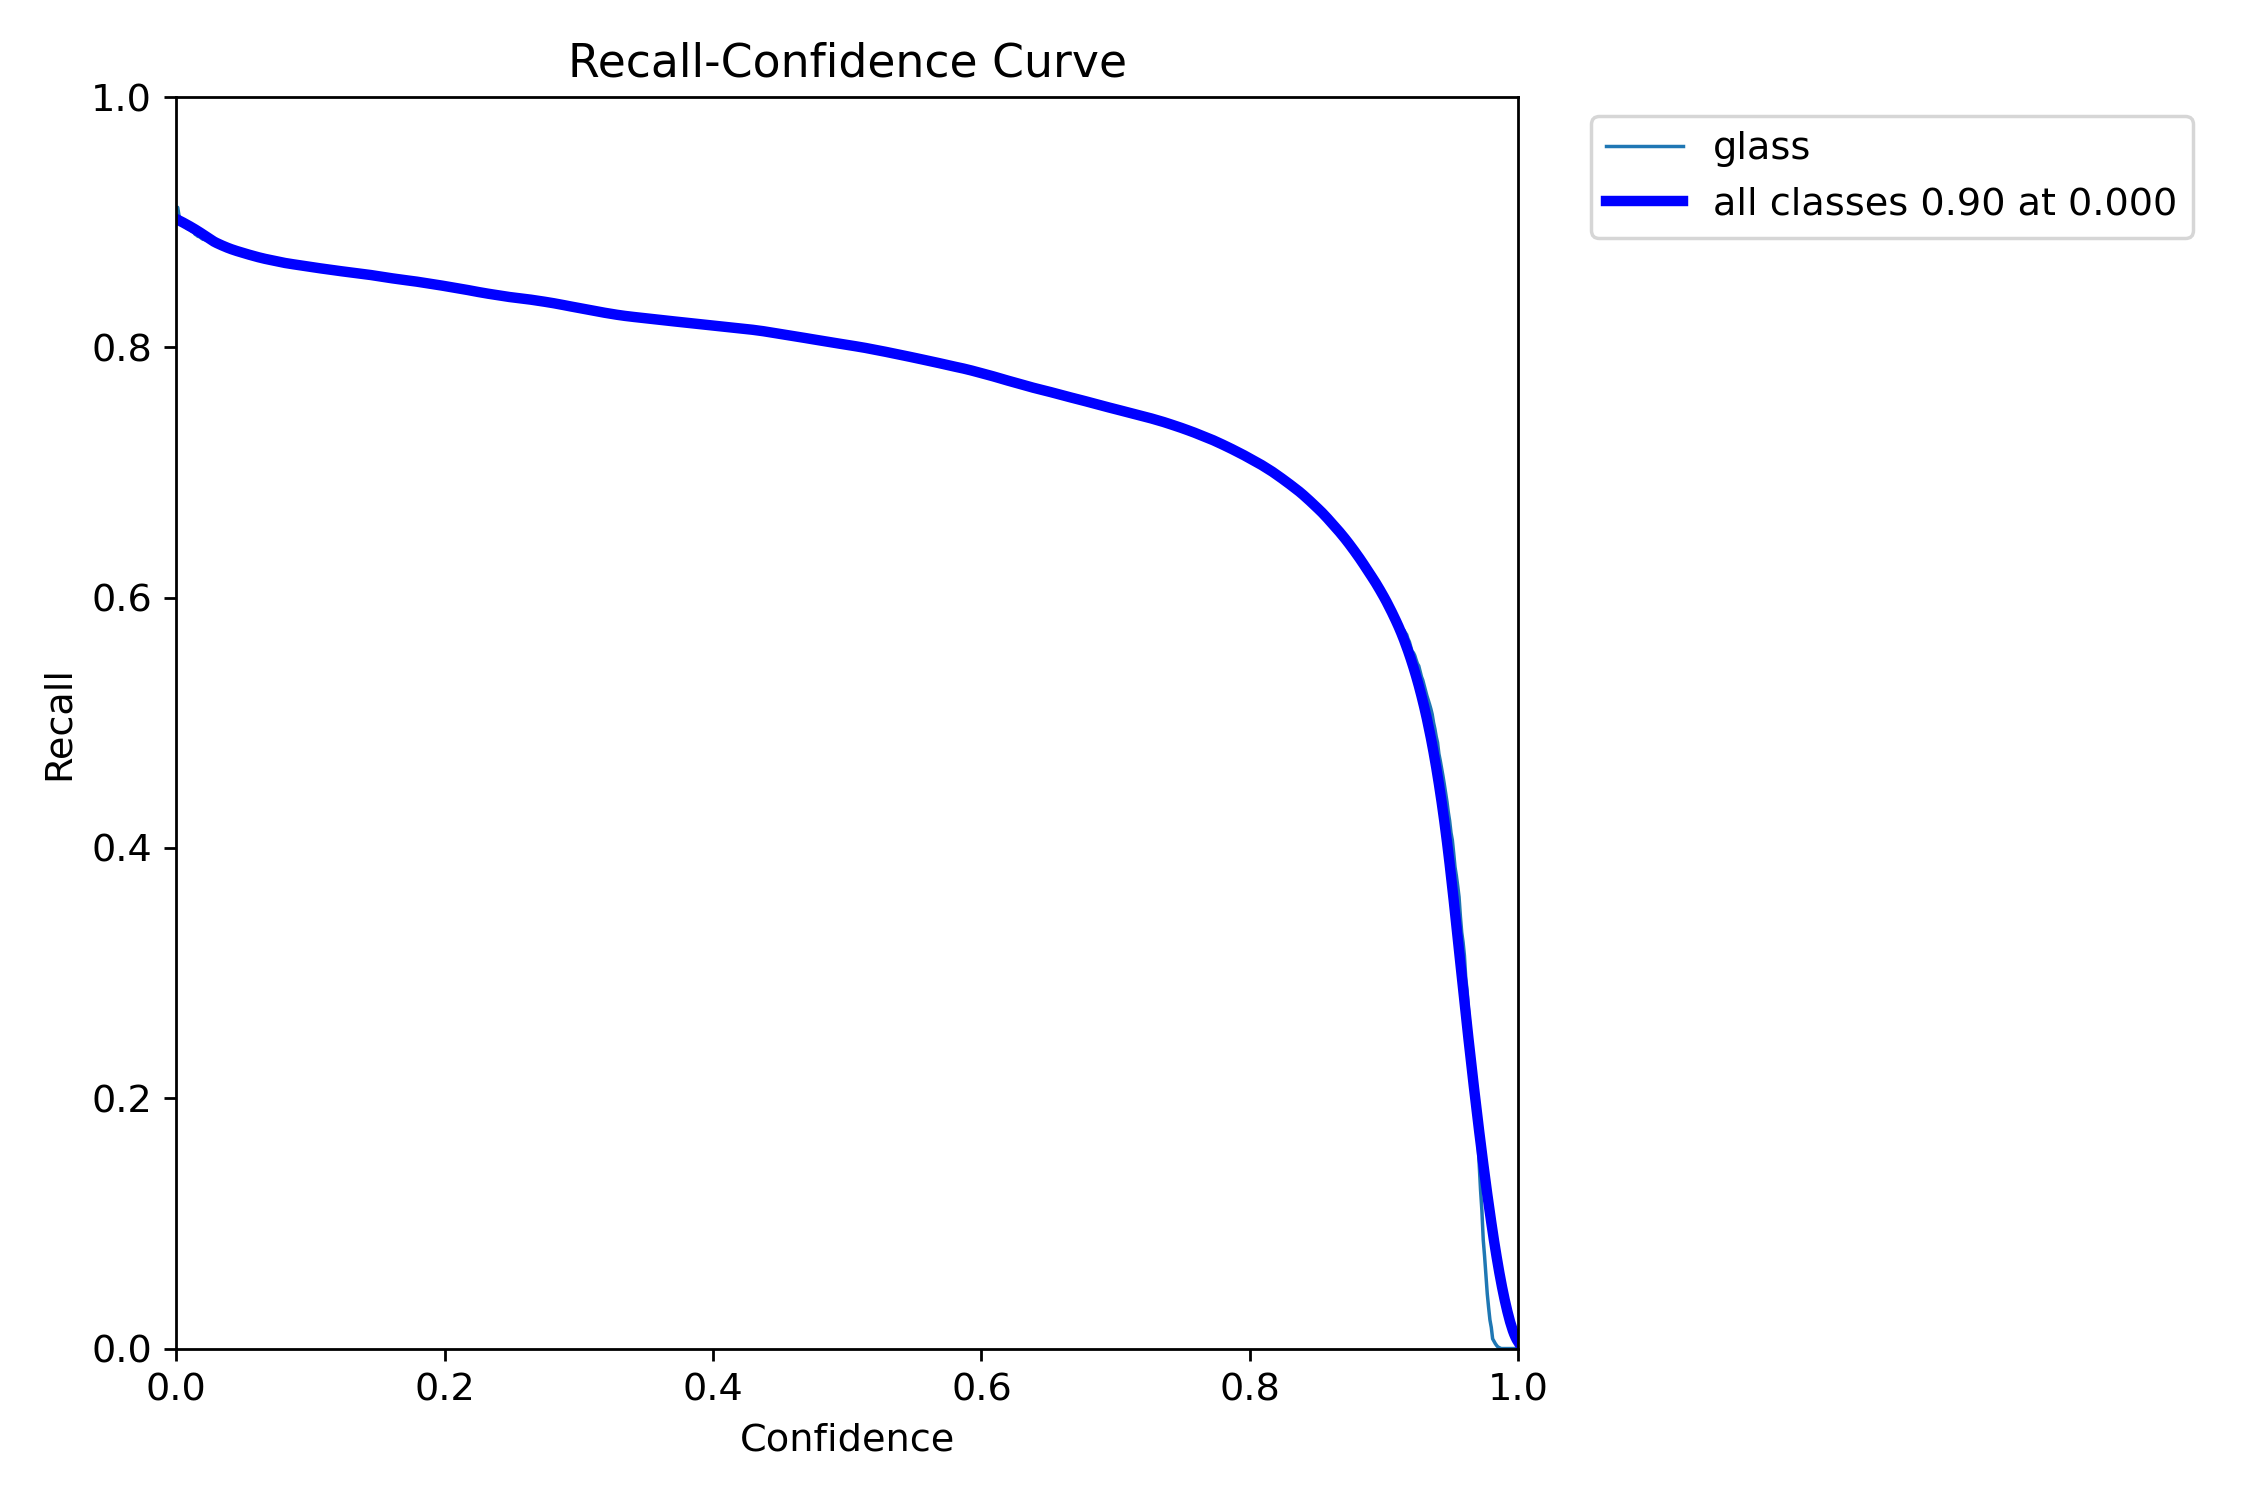 Recall-Confidence Curve
1.0
0.8
0.6
0.4
0.2
0.0
Recall
0.0 0.2 0.4 0.6 0.8 1.0
Confidence
glass
all classes 0.90 at 0.000